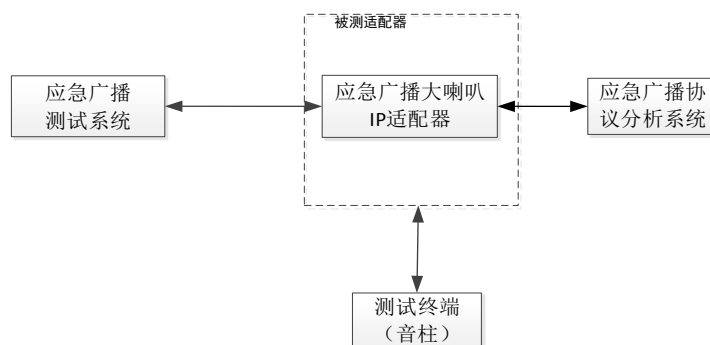 被测适配器
应急广播
测试系统
应急广播大喇叭
IP适配器
应急广播协
议分析系统
测试终端
（音柱）